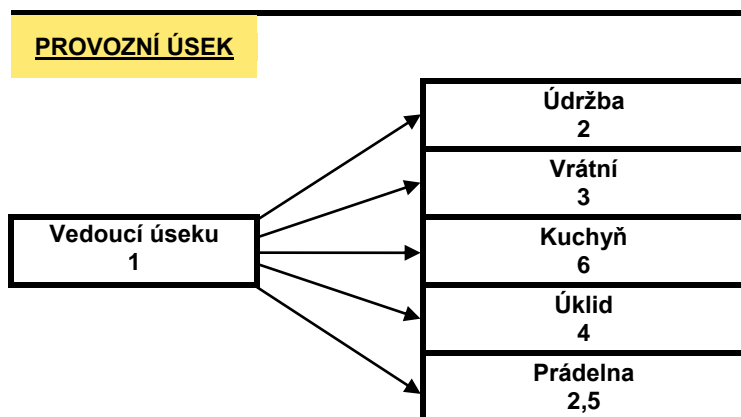 PROVOZNÍ ÚSEK
Údržba
2
Vrátní
3
Vedoucí úseku
1
Kuchyň
6
Úklid
4
Prádelna
2,5